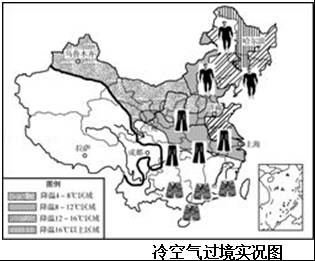 乌鲁木齐
哈尔滨
拉萨
成都
上海
图例
降温4-8℃区域
降温8-12℃区域
降温12-16℃区域
降温16℃以上区域
冷空气过境实况图